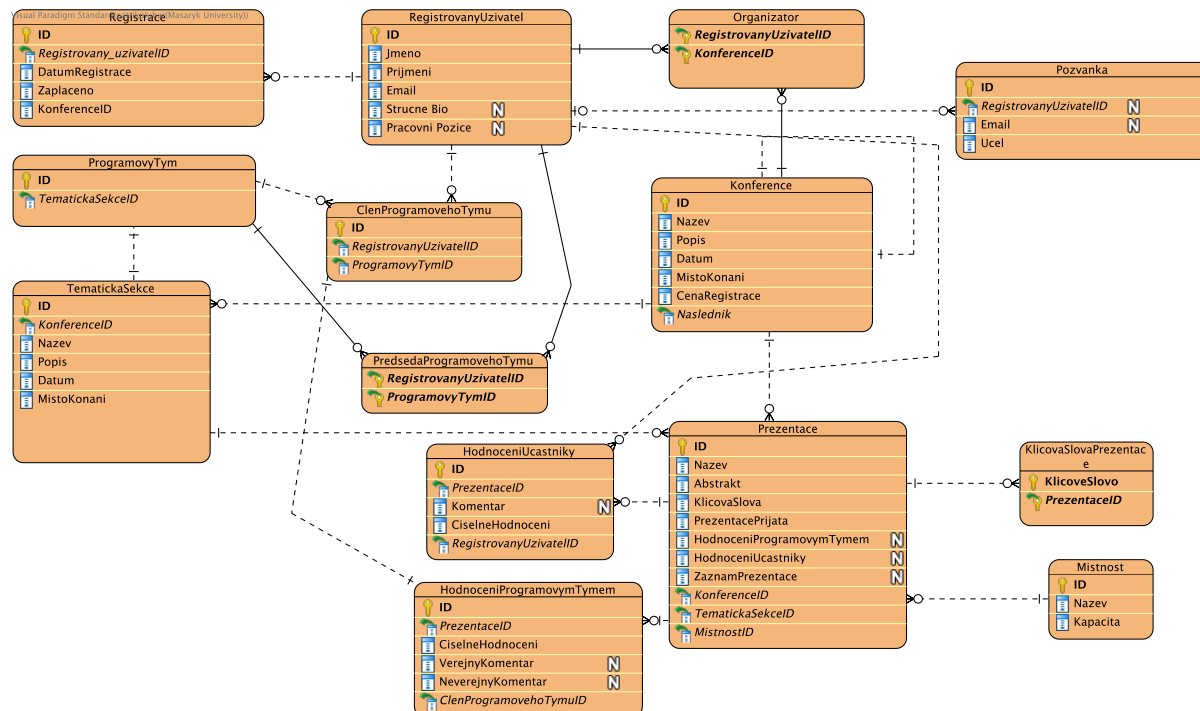 Visual Paradigm Standard
(Masaryk University))
Registrace
ID
Registrovany_uzivatelID
DatumRegistrace
Zaplaceno
KonferenceID
RegistrovanyUzivatel
ID
Jmeno
Prijmeni
Email
Strucne Bio N
Pracovni Pozice N
Organizator
RegistrovanyUzivatelID
KonferenceID
Pozvanka
ID
RegistrovanyUzivatelID N
Email N
Ucel
ProgramovyTym
ID
TematickaSekceID
ClenProgramovehoTymu
ID
RegistrovanyUzivatelID
ProgramovyTymID
Konference
ID
Nazev
Popis
Datum
MistoKonani
CenaRegistrace
Naslednik
TematickaSekce
ID
KonferenceID
Nazev
Popis
Datum
MistoKonani
PredsedaProgramovehoTymu
RegistrovanyUzivatelID
ProgramovyTymID
HodnoceniUcastniky
ID
PrezentaceID
Komentar N
CiselneHodnoceni
RegistrovanyUzivatelID
Prezentace
ID
Nazev
Abstrakt
KlicovaSlova
PrezentacePrijata
HodnoceniProgramovymTymem N
HodnoceniUcastniky N
ZaznamPrezentace N
KonferenceID
TematickaSekceID
MistnostID
KlicovaSlovaPrezentac
e
KlicoveSlovo
PrezentaceID
HodnoceniProgramovymTymem
ID
PrezentaceID
CiselneHodnoceni
VerejnyKomentar N
NeverejnyKomentar N
ClenProgramovehoTymuID
Mistnost
ID
Nazev
Kapacita